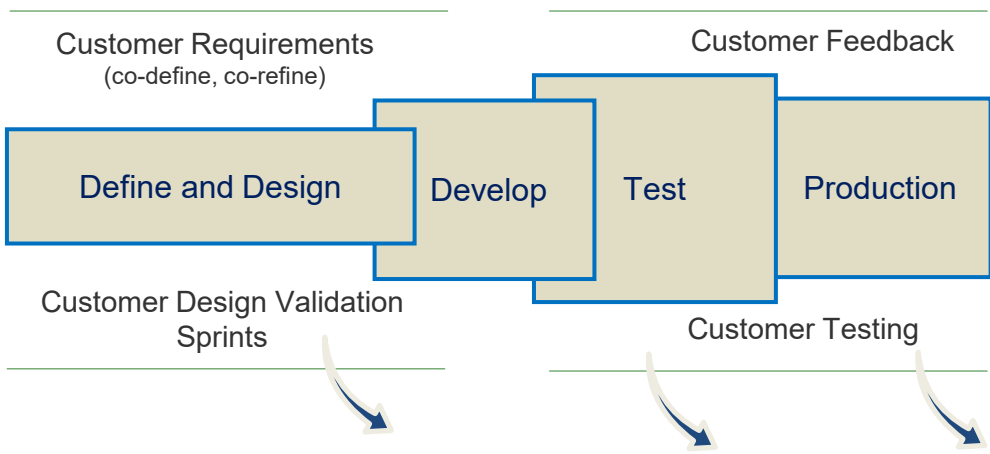 Customer Requirements
(co-define, co-refine)
Customer Feedback
Define and Design
Develop
Test
Production
Customer Design Validation
Sprints
Customer Testing